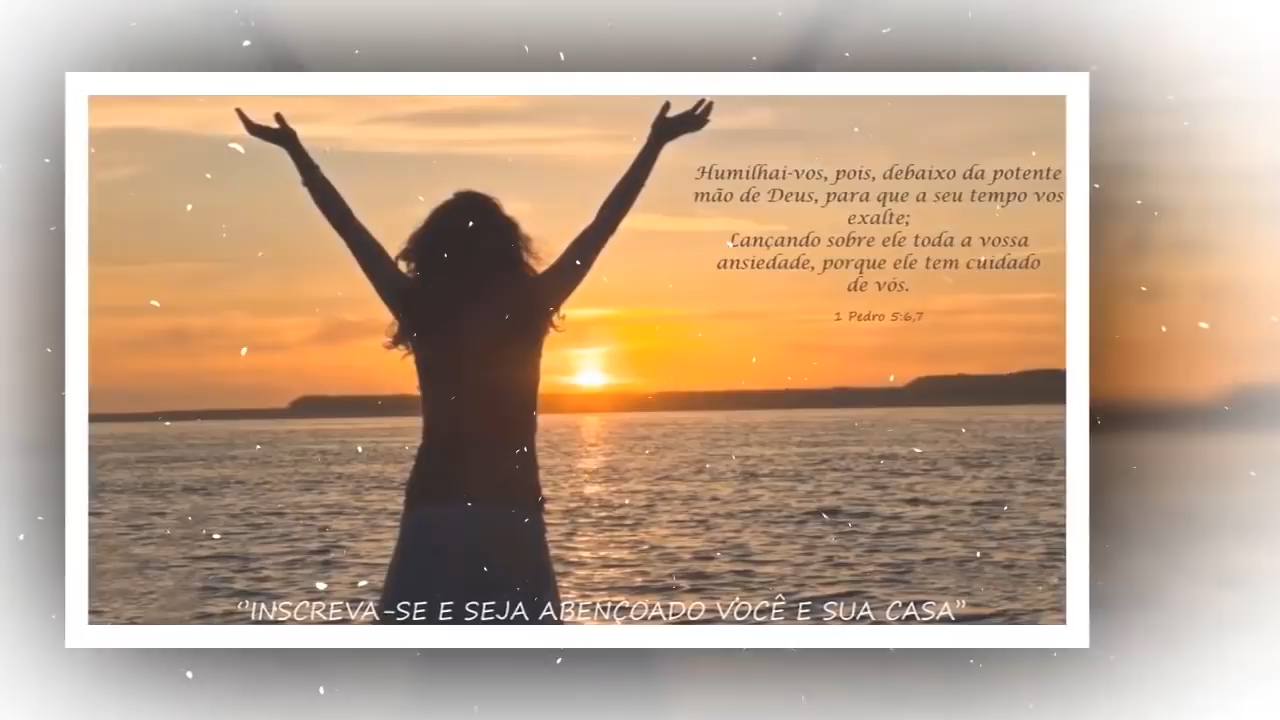 Humilhai-vos, pois, debaixo da potente
mão de Deus, para que a seu tempo vos
exalte;
Lançando sobre ele toda a vossa
ansiedade, porque ele tem cuidado
de vós.
1 Pedro 5:6,7
‘’INSCREVA-SE E SEJA ABENÇOADO VOCÊ E SUA CASA’’